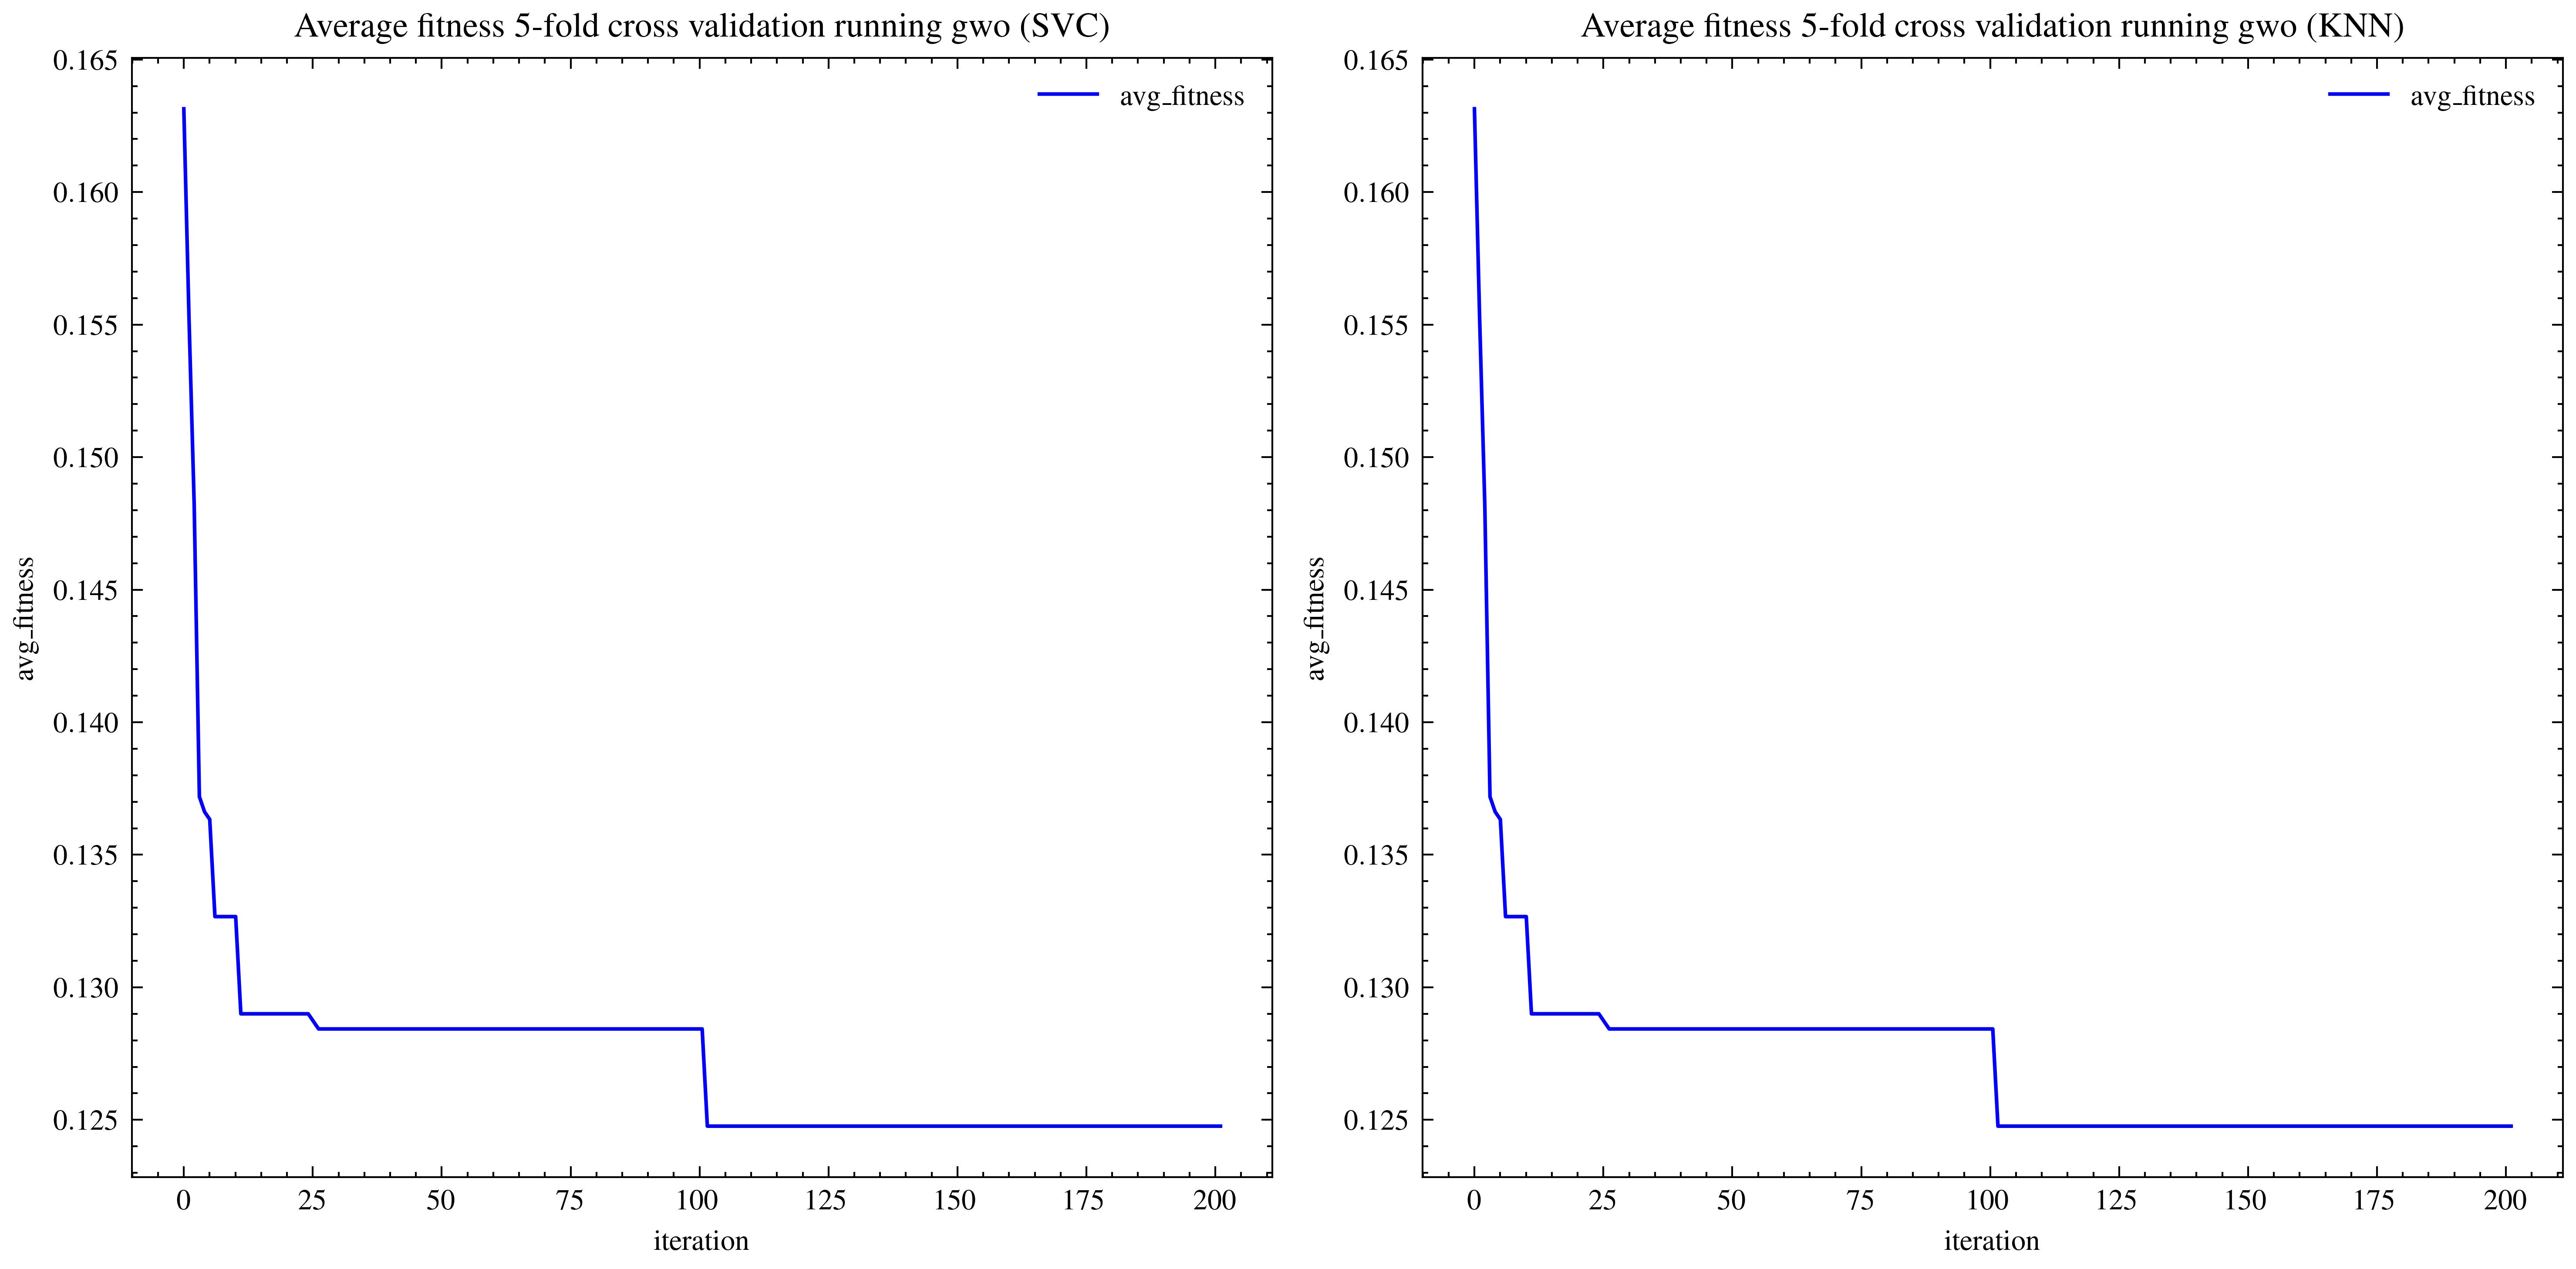 Average fitness 5-fold cross validation running gwo (SVC)
avg_fitness
avg_fitness
0.165
0.160
0.155
0.150
0.145
0.140
0.135
0.130
0.125
0 25 50 75 100 125 150 175 200
iteration
Average fitness 5-fold cross validation running gwo (KNN)
avg_fitness
avg_fitness
0.165
0.160
0.155
0.150
0.145
0.140
0.135
0.130
0.125
0 25 50 75 100 125 150 175 200
iteration